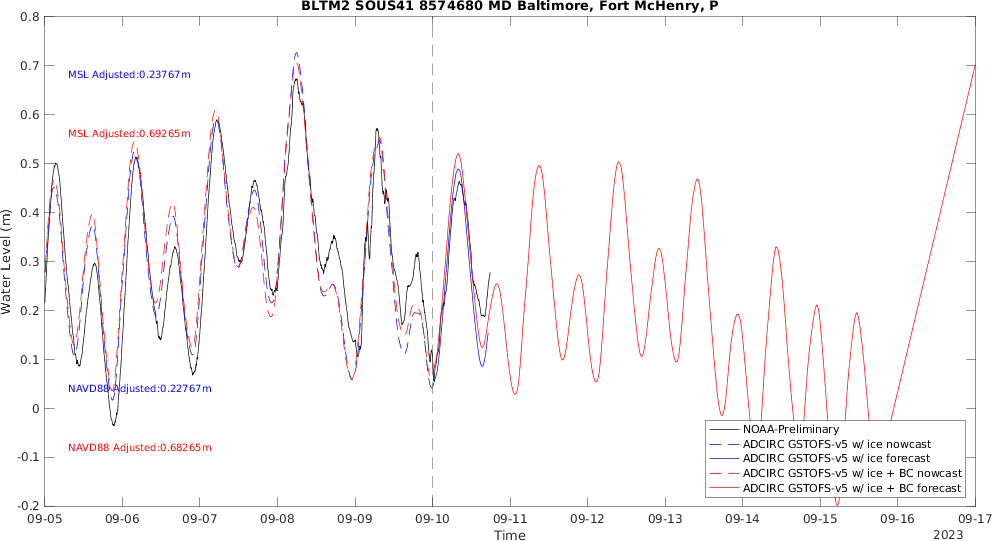 BLTM2 SOUS41 8574680 MD Baltimore, Fort McHenry, P
0.8
0.7
0.6
0.5
0.4
0.3
0.2
0.1
0
-0.1
-0.2
Water Level (m)
MSL Adjusted:0.23767m
MSL Adjusted:0.69265m
NAVD88 Adjusted:0.22767m
NAVD88 Adjusted:0.68265m
NOAA-Preliminary
ADCIRC GSTOFS-v5 w/ ice nowcast
ADCIRC GSTOFS-v5 w/ ice forecast
ADCIRC GSTOFS-v5 w/ ice + BC nowcast
ADCIRC GSTOFS-v5 w/ ice + BC forecast
09-05 09-06 09-07 09-08 09-09 09-10 09-11 09-12 09-13 09-14 09-15 09-16 09-17
Time
2023